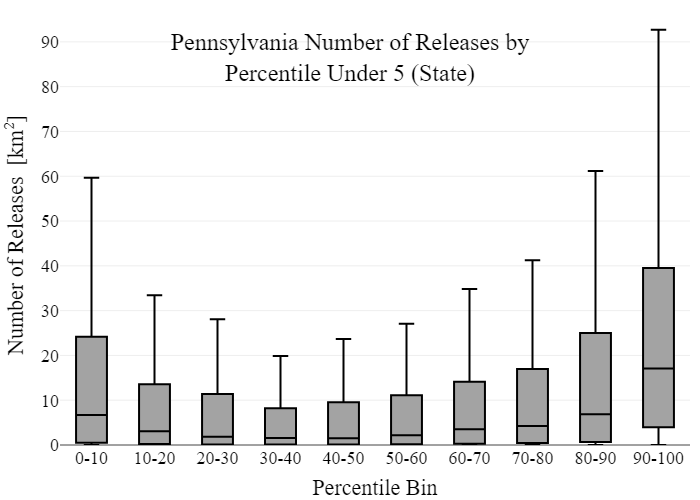 Pennsylvania Number of Releases by
Percentile Under 5 (State)
Number of Releases [km²]
90
80
70
60
50
40
30
20
10
0
0-10 10-20 20-30 30-40 40-50 50-60 60-70 70-80 80-90 90-100
Percentile Bin